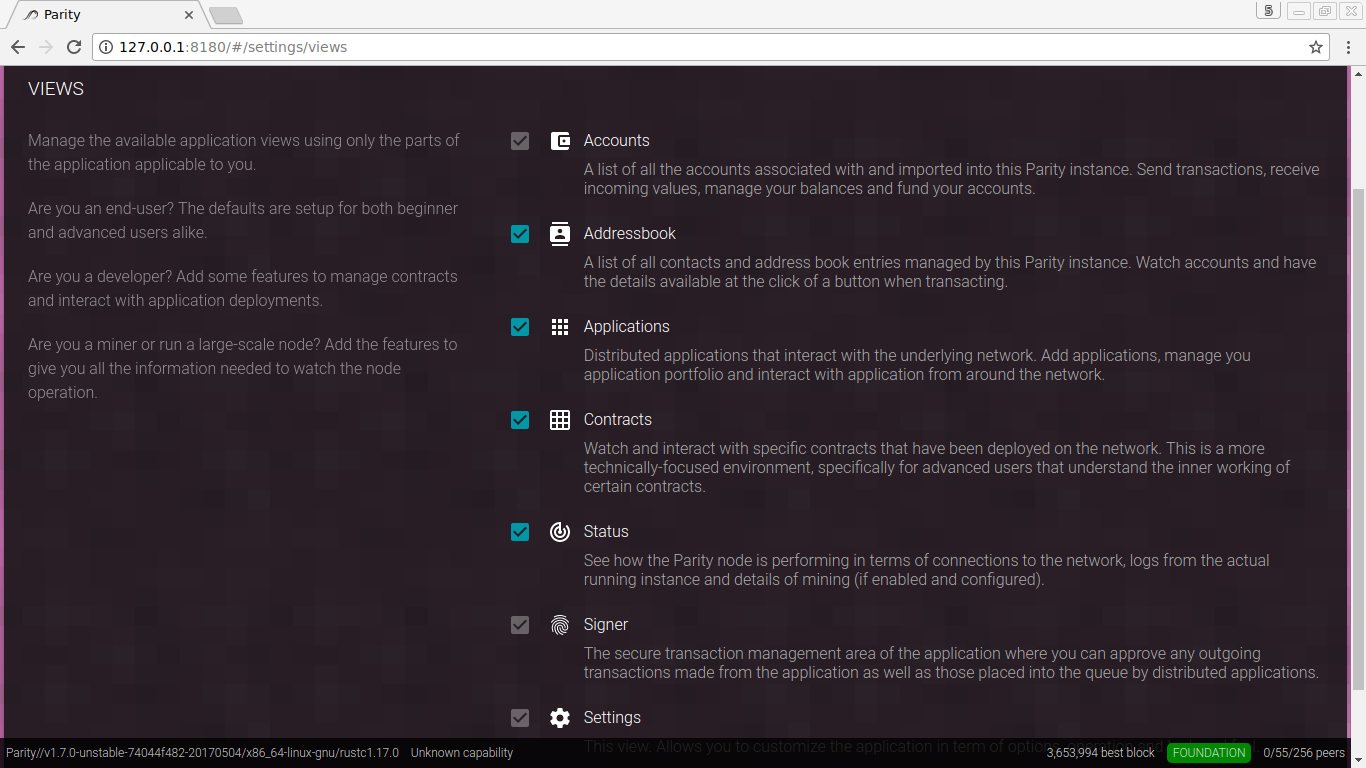 Parity
5
127.0.0.1:8180/#/settings/views
VIEWS
Manage the available application views using only the parts of
the application applicable to you.
Are you an end-user? The defaults are setup for both beginner
and advanced users alike.
Are you a developer? Add some features to manage contracts
and interact with application deployments.
Are you a miner or run a large-scale node? Add the features to
give you all the information needed to watch the node
operation.
Accounts
A list of all the accounts associated with and imported into this Parity instance. Send transactions, receive
incoming values, manage your balances and fund your accounts.
Addressbook
A list of all contacts and address book entries managed by this Parity instance. Watch accounts and have
the details available at the click of a button when transacting.
Applications
Distributed applications that interact with the underlying network. Add applications, manage you
application portfolio and interact with application from around the network.
Contracts
Watch and interact with specific contracts that have been deployed on the network. This is a more
technically-focused environment, specifically for advanced users that understand the inner working of
certain contracts.
Status
See how the Parity node is performing in terms of connections to the network, logs from the actual
running instance and details of mining (if enabled and configured).
Signer
The secure transaction management area of the application where you can approve any outgoing
transactions made from the application as well as those placed into the queue by distributed applications.
Settings
This view. Allows you to customize the application in term of options, operation and
Parity//v1.7.0-unstable-74044f482-20170504/x86_64-linux-gnu/rustc1.17.0 Unknown capability
3,653,994 best block FOUNDATION 0/55/256 peers